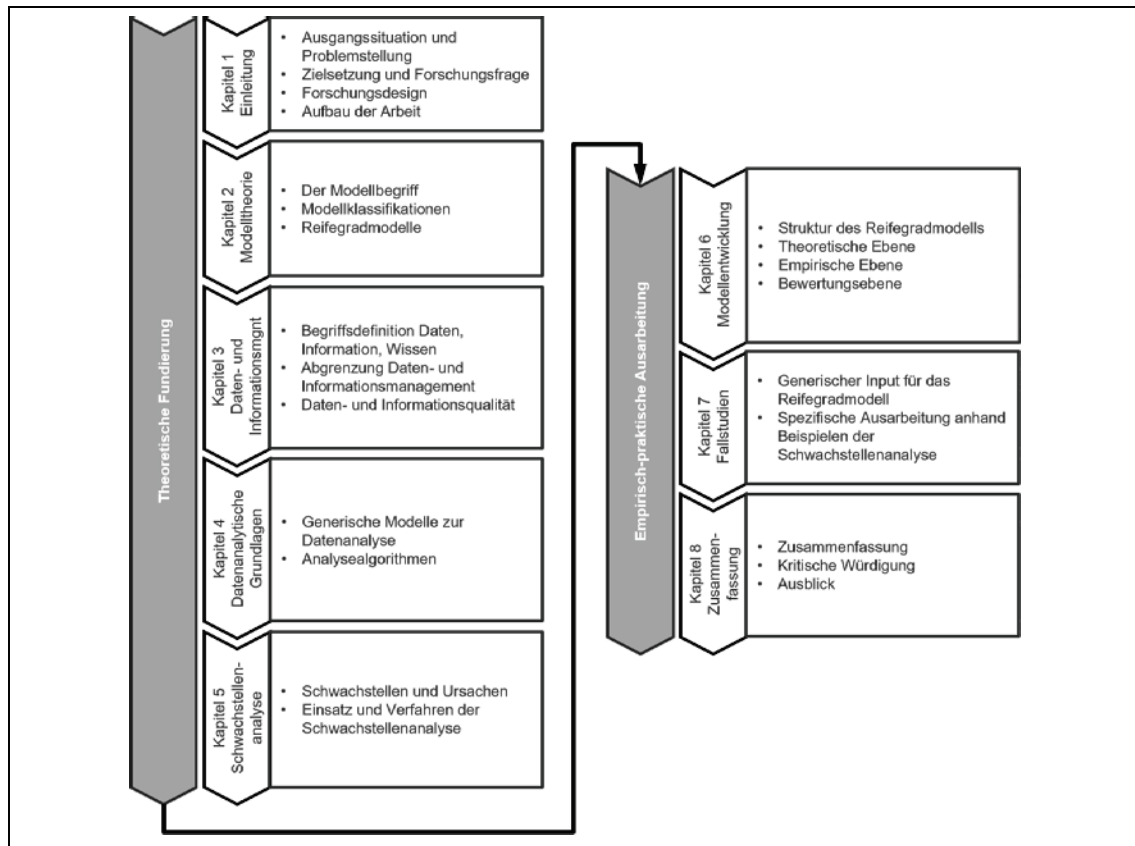 Theoretische Fundierung
Kapitel 1
Einleitung
• Ausgangssituation und
Problemstellung
• Zielsetzung und Forschungsfrage
• Forschungsdesign
• Aufbau der Arbeit
Kapitel 2
Modelltheorie
• Der Modellbegriff
• Modellklassifikationen
• Reifegradmodelle
Kapitel 3
Daten- und
Informationsmgnt
• Begriffsdefinition Daten,
Information, Wissen
• Abgrenzung Daten- und
Informationsmanagement
• Daten- und Informationsqualität
Kapitel 4
Datenanalytische
Grundlagen
• Generische Modelle zur
Datenanalyse
• Analysealgorithmen
Kapitel 5
Schwachstellen-
analyse
• Schwachstellen und Ursachen
• Einsatz und Verfahren der
Schwachstellenanalyse
Empirisch-praktische Ausarbeitung
Kapitel 6
Modellentwicklung
• Struktur des Reifegradmodells
• Theoretische Ebene
• Empirische Ebene
• Bewertungsebene
Kapitel 7
Fallstudien
• Generischer Input für das
Reifegradmodell
• Spezifische Ausarbeitung anhand
Beispielen der
Schwachstellenanalyse
Kapitel 8
Zusammen-
fassung
• Zusammenfassung
• Kritische Würdigung
• Ausblick